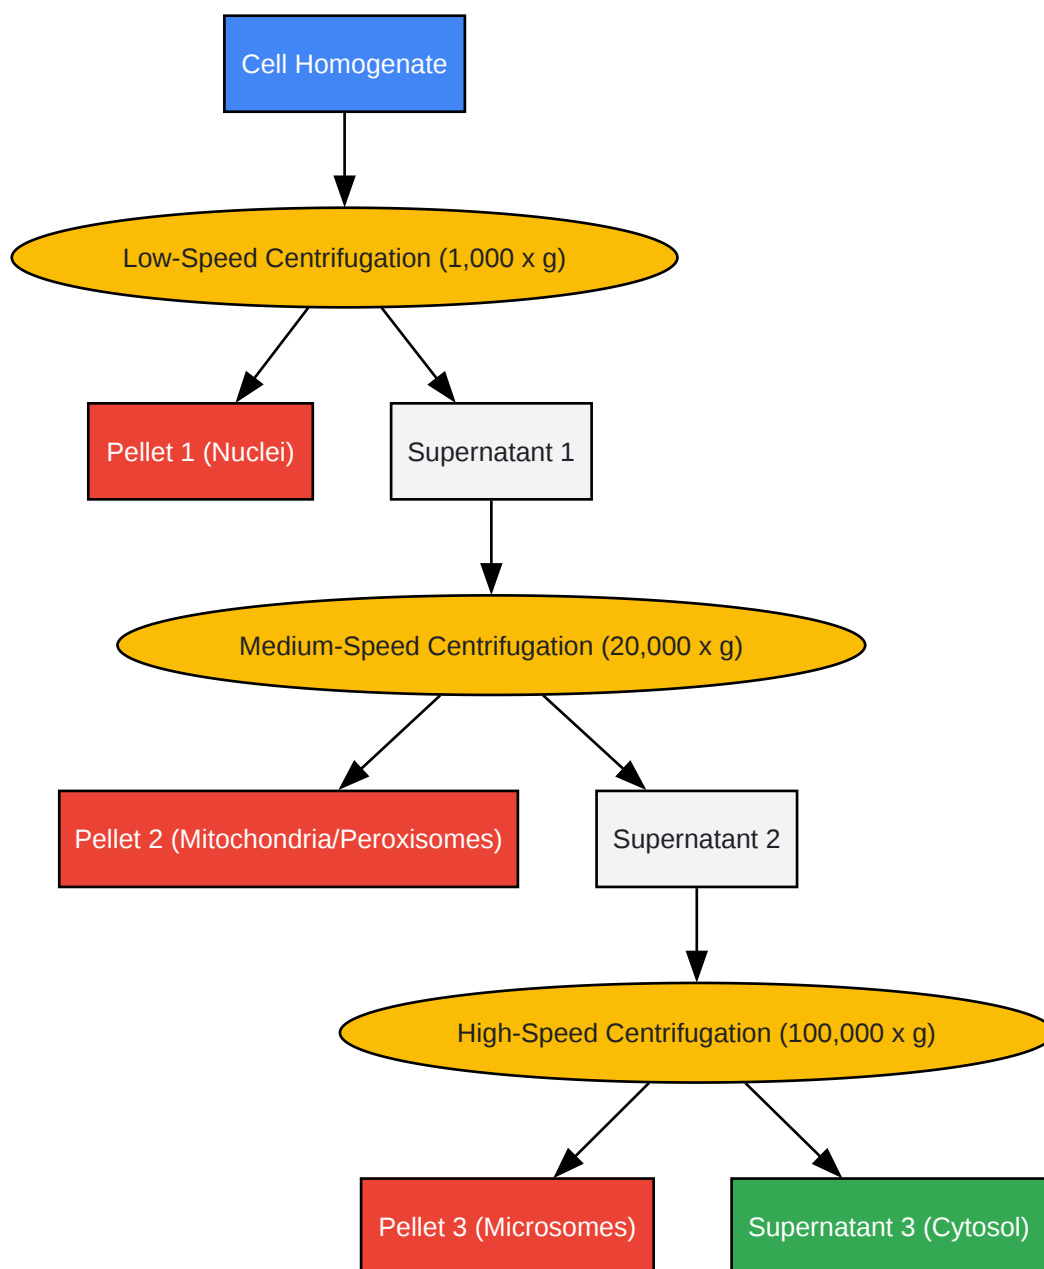 Cell Homogenate
Low-Speed Centrifugation (1,000 x g)
Pellet 1 (Nuclei)
Supernatant 1
Medium-Speed Centrifugation (20,000 x g)
Pellet 2 (Mitochondria/Peroxisomes)
Supernatant 2
High-Speed Centrifugation (100,000 x g)
Pellet 3 (Microsomes)
Supernatant 3 (Cytosol)